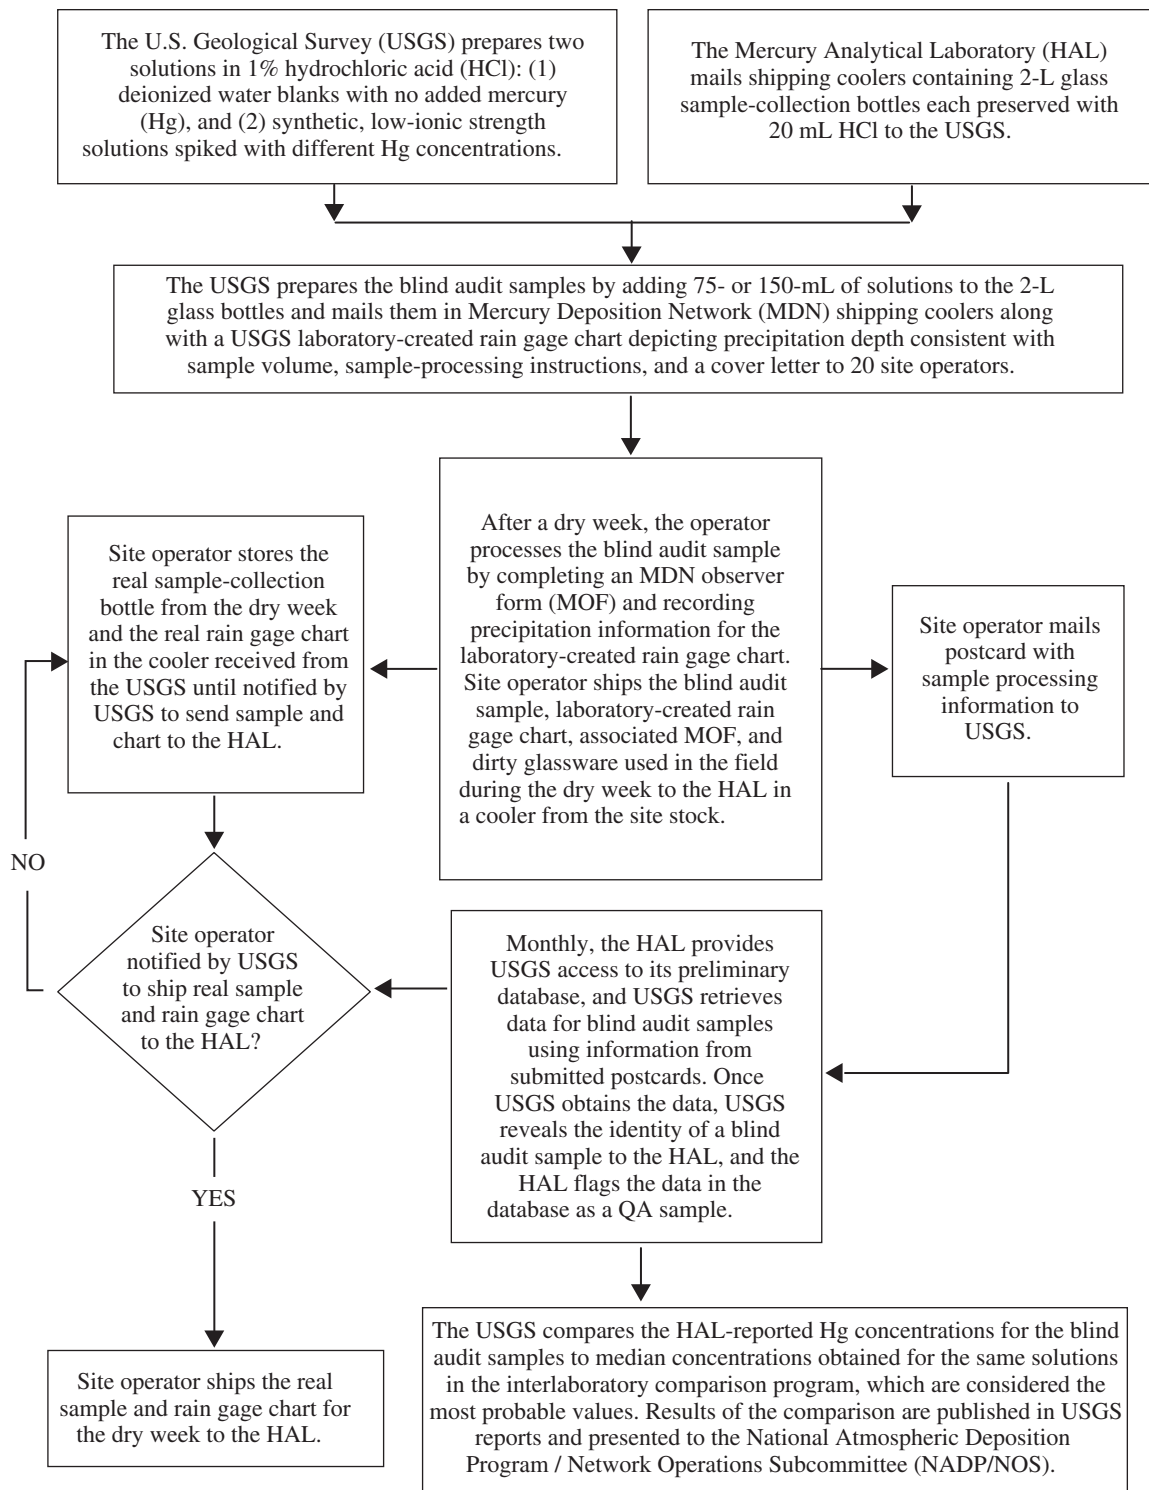 The U.S. Geological Survey (USGS) prepares two
solutions in 1% hydrochloric acid (HCl): (1)
deionized water blanks with no added mercury
(Hg), and (2) synthetic, low-ionic strength
solutions spiked with different Hg concentrations.
The Mercury Analytical Laboratory (HAL)
mails shipping coolers containing 2-L glass
sample-collection bottles each preserved with
20 mL HCl to the USGS.
The USGS prepares the blind audit samples by adding 75- or 150-mL of solutions to the 2-L
glass bottles and mails them in Mercury Deposition Network (MDN) shipping coolers along
with a USGS laboratory-created rain gage chart depicting precipitation depth consistent with
sample volume, sample-processing instructions, and a cover letter to 20 site operators.
Site operator stores the
real sample-collection
bottle from the dry week
and the real rain gage chart
in the cooler received from
the USGS until notified by
USGS to send sample and
chart to the HAL.
After a dry week, the operator
processes the blind audit sample
by completing an MDN observer
form (MOF) and recording
precipitation information for the
laboratory-created rain gage chart.
Site operator ships the blind audit
sample, laboratory-created rain
gage chart, associated MOF, and
dirty glassware used in the field
during the dry week to the HAL in
a cooler from the site stock.
Site operator mails
postcard with
sample processing
information to
USGS.
NO
Site operator
notified by USGS
to ship real sample
and rain gage chart
to the HAL?
Monthly, the HAL provides
USGS access to its preliminary
database, and USGS retrieves
data for blind audit samples
using information from
submitted postcards. Once
USGS obtains the data, USGS
reveals the identity of a blind
audit sample to the HAL, and the
HAL flags the data in the
database as a QA sample.
YES
Site operator ships the real
sample and rain gage chart for
the dry week to the HAL.
The USGS compares the HAL-reported Hg concentrations for the blind
audit samples to median concentrations obtained for the same solutions
in the interlaboratory comparison program, which are considered the
most probable values. Results of the comparison are published in USGS
reports and presented to the National Atmospheric Deposition
Program / Network Operations Subcommittee (NADP/NOS).